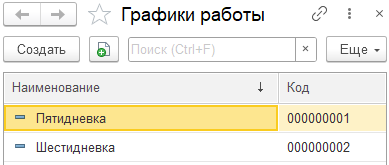 Графики работы
Создать Поиск (Ctrl+F) × Еще
Наименование ↓ Код
Пятидневка 000000001
Шестидневка 000000002